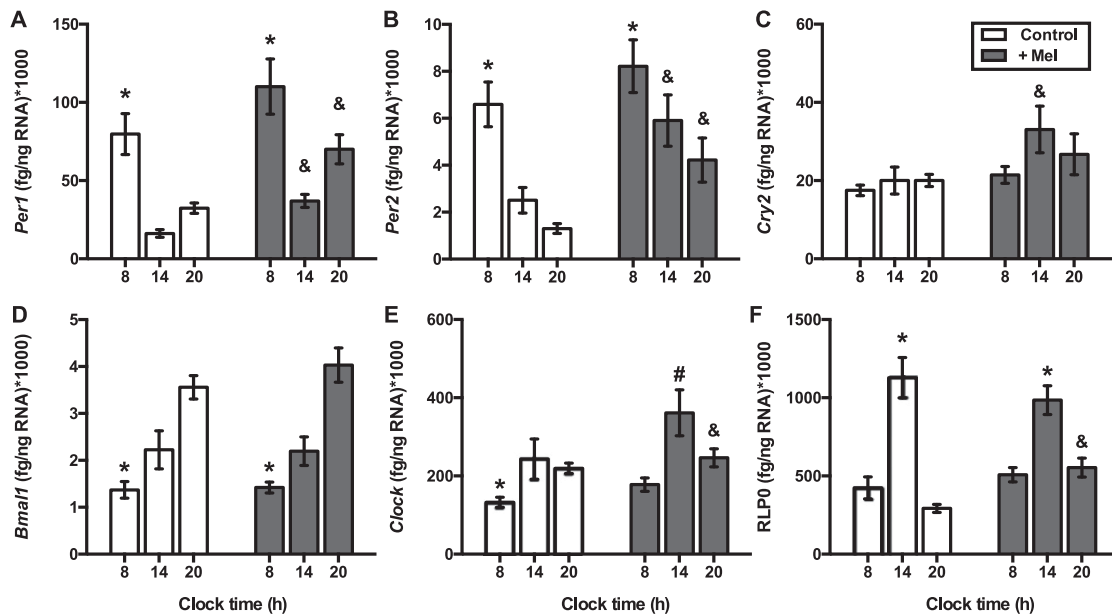 A
Per1 (fg/ng RNA)*1000
150
100
50
0
* * & &
8 14 20 8 14 20
B
Per2 (fg/ng RNA)*1000
10
8
6
4
2
0
* * & &
8 14 20 8 14 20
C
Cry2 (fg/ng RNA)*1000
60
40
20
0
Control
+ Mel
&
8 14 20 8 14 20
D
Bmal1 (fg/ng RNA)*1000)
5
4
3
2
1
0
* *
8 14 20 8 14 20
Clock time (h)
E
Clock (fg/ng RNA)*1000
600
400
200
0
* # &
8 14 20 8 14 20
Clock time (h)
F
RLP0 (fg/ng RNA)*1000
1500
1000
500
0
* * &
8 14 20 8 14 20
Clock time (h)